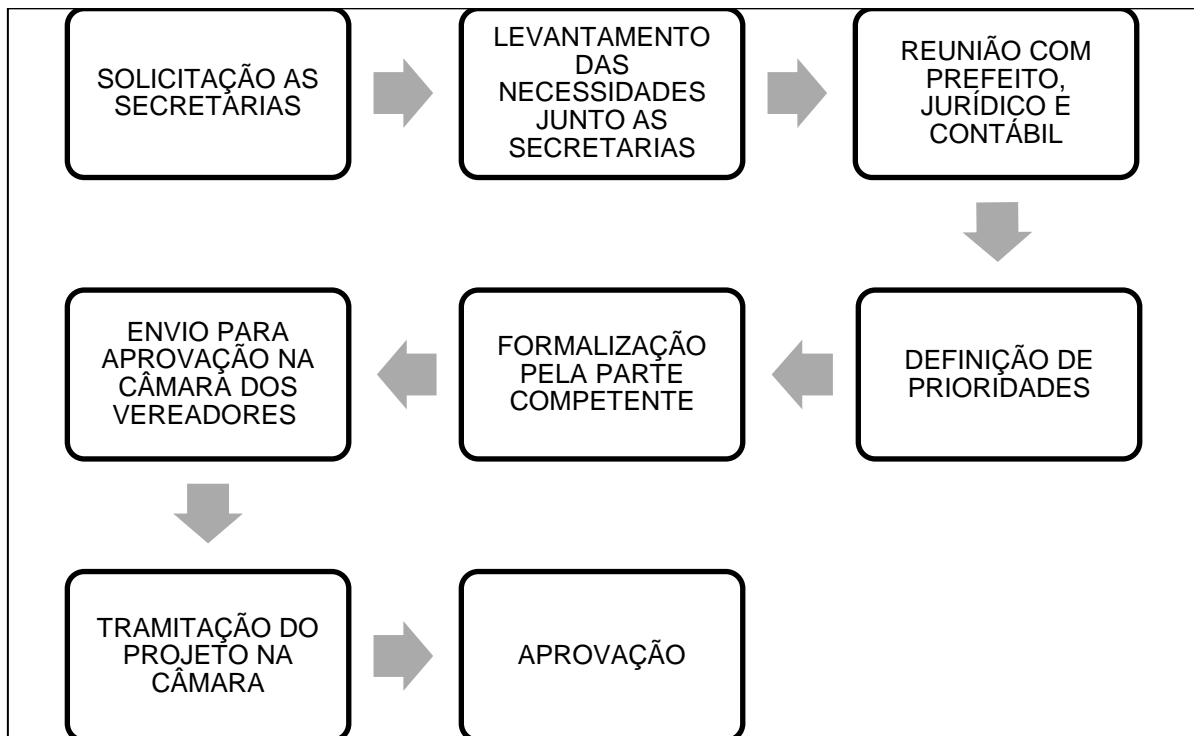 SOLICITAÇÃO AS
SECRETARIAS
LEVANTAMENTO
DAS
NECESSIDADES
JUNTO AS
SECRETARIAS
REUNIÃO COM
PREFEITO,
JURÍDICO E
CONTÁBIL
DEFINIÇÃO DE
PRIORIDADES
FORMALIZAÇÃO
PELA PARTE
COMPETENTE
ENVIO PARA
APROVAÇÃO NA
CÂMARA DOS
VEREADORES
TRAMITAÇÃO DO
PROJETO NA
CÂMARA
APROVAÇÃO